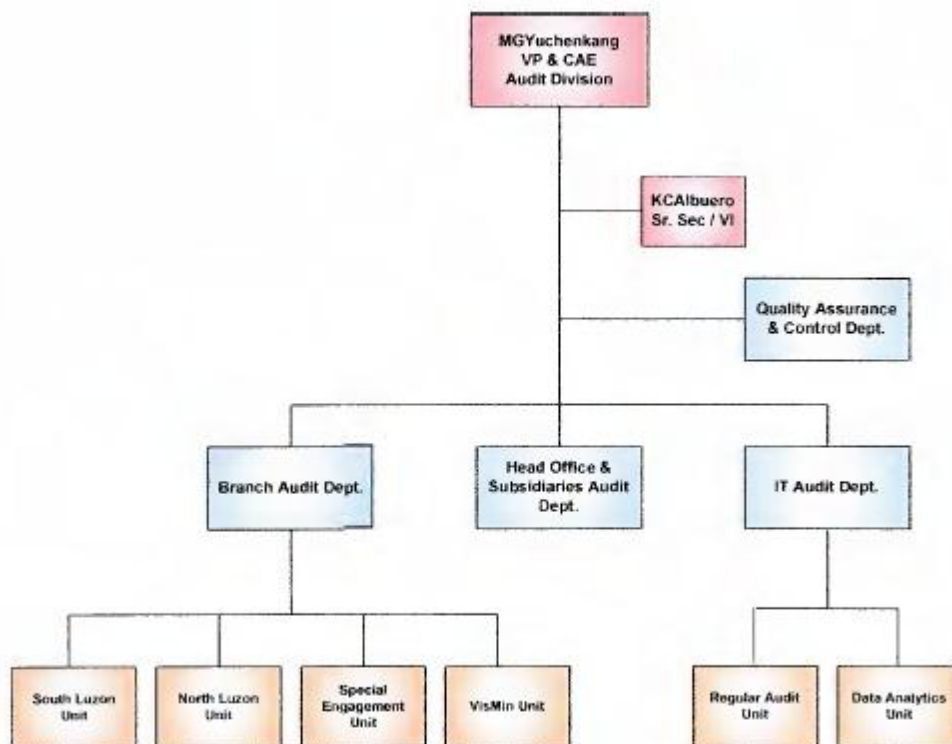 MGYuchenkang
VP & CAE
Audit Division
KCAlbuero
Sr. Sec / VI
Quality Assurance
& Control Dept.
Branch Audit Dept.
Head Office &
Subsidiaries Audit
Dept.
IT Audit Dept.
South Luzon
Unit
North Luzon
Unit
Special
Engagement
Unit
VisMin Unit
Regular Audit
Unit
Data Analytics
Unit